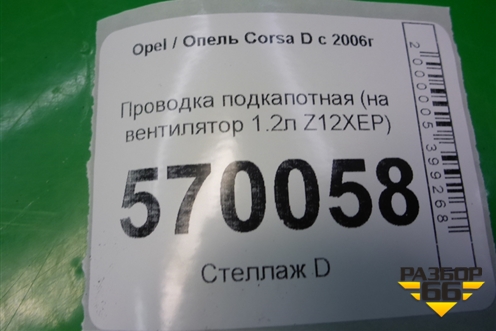 Opel / Опель Corsa D с 2006г
Проводка подкапотная (на
вентилятор 1.2л Z12XEP)
570058
Стеллаж D
2000005399268
РАЗБОР
66